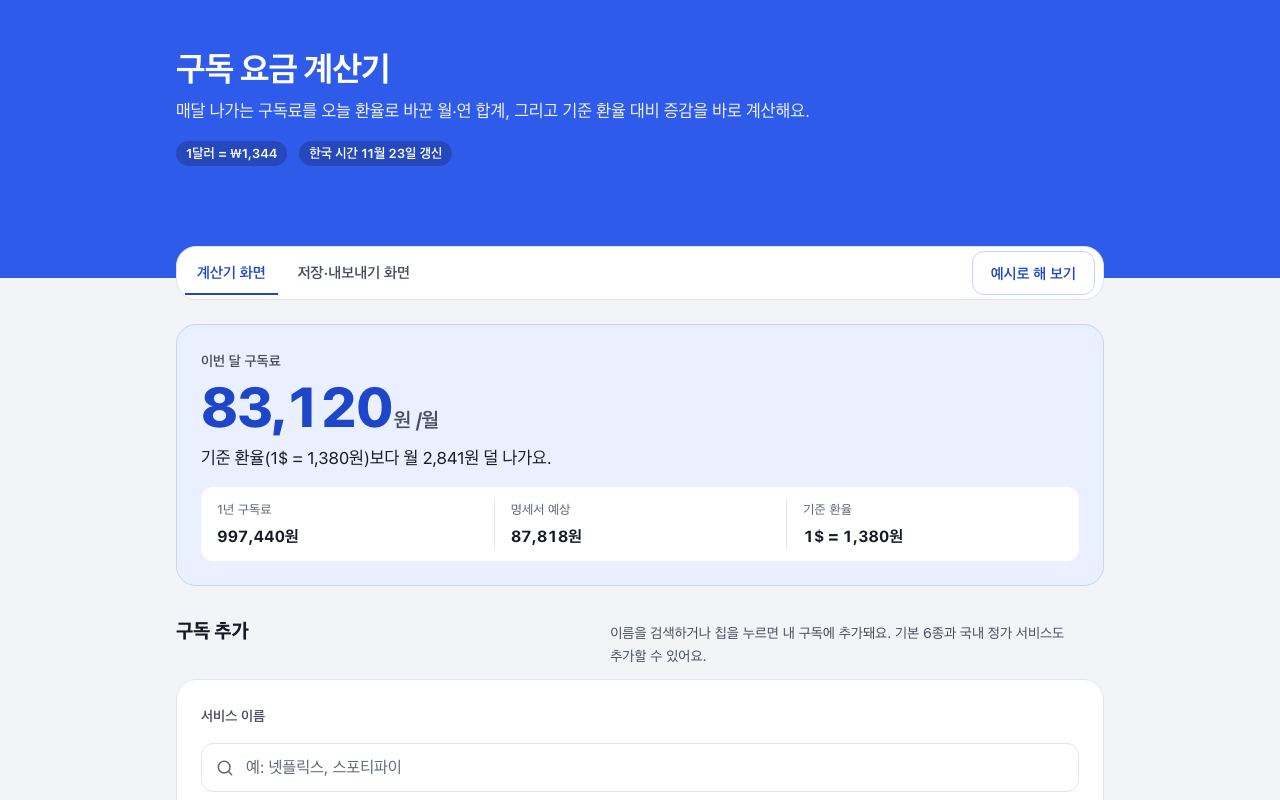 구독 요금 계산기
매달 나가는 구독료를 오늘 환율로 바꾼 월·연 합계, 그리고 기준 환율 대비 증감을 바로 계산해요.
1달러 = ₩1,344
한국 시간 11월 23일 갱신
계산기 화면
저장·내보내기 화면
예시로 해 보기
이번 달 구독료
83,120원 /월
기준 환율(1$ = 1,380원)보다 월 2,841원 덜 나가요.
1년 구독료
997,440원
명세서 예상
87,818원
기준 환율
1$ = 1,380원
구독 추가
이름을 검색하거나 칩을 누르면 내 구독에 추가돼요. 기본 6종과 국내 정가 서비스도
추가할 수 있어요.
서비스 이름
예: 넷플릭스, 스포티파이